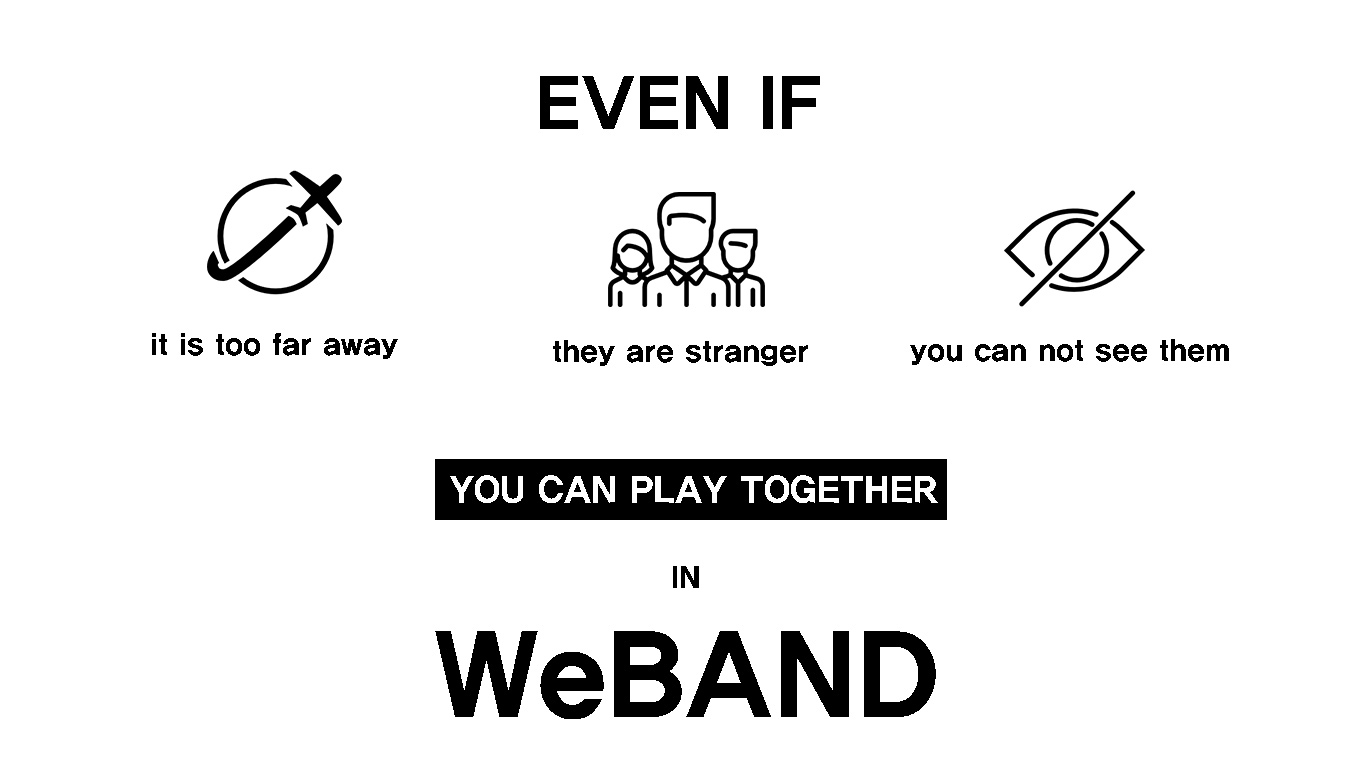 EVEN IF
it is too far away
they are stranger
you can not see them
YOU CAN PLAY TOGETHER
IN
WeBAND